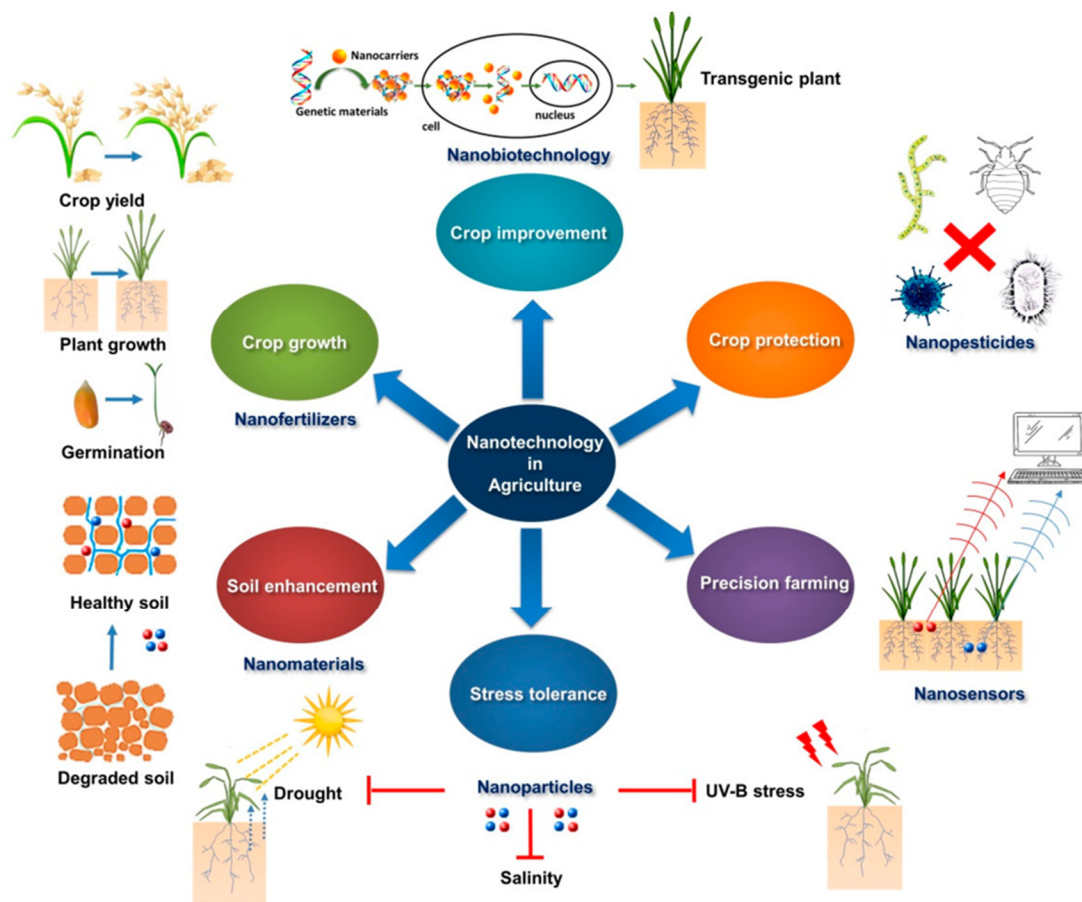 Nanocarriers
Genetic materials
cell
nucleus
Transgenic plant
Nanobiotechnology
Crop yield
Crop improvement
Plant growth
Crop growth
Crop protection
Nanopesticides
Nanofertilizers
Germination
Nanotechnology
in
Agriculture
Healthy soil
Soil enhancement
Precision farming
Nanomaterials
Stress tolerance
Nanosensors
Degraded soil
Drought
Nanoparticles
UV-B stress
Salinity